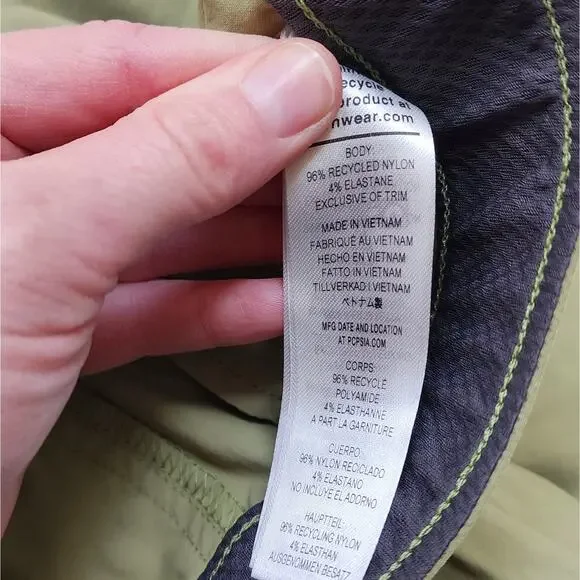 ecycle
product at
nwear.com
BODY:
96% RECYCLED NYLON
4% ELASTANE
EXCLUSIVE OF TRIM
MADE IN VIETNAM
FABRIQUÉ AU VIETNAM
HECHO EN VIETNAM
FATTO IN VIETNAM
TILLVERKAD I VIETNAM
ベトナム製
MFG DATE AND LOCATION
AT PCPSIA.COM
CORPS:
96% RECYCLÉ
POLYAMIDE
4% ELASTHANNE
A PART LA GARNITURE
CUERPO:
96% NYLON RECICLADO
4% ELASTANO
NO INCLUYE EL ADORNO
HAUPTTEIL:
96% RECYCLING NYLON
4% ELASTHAN
AUSGENOMMEN BESATZ